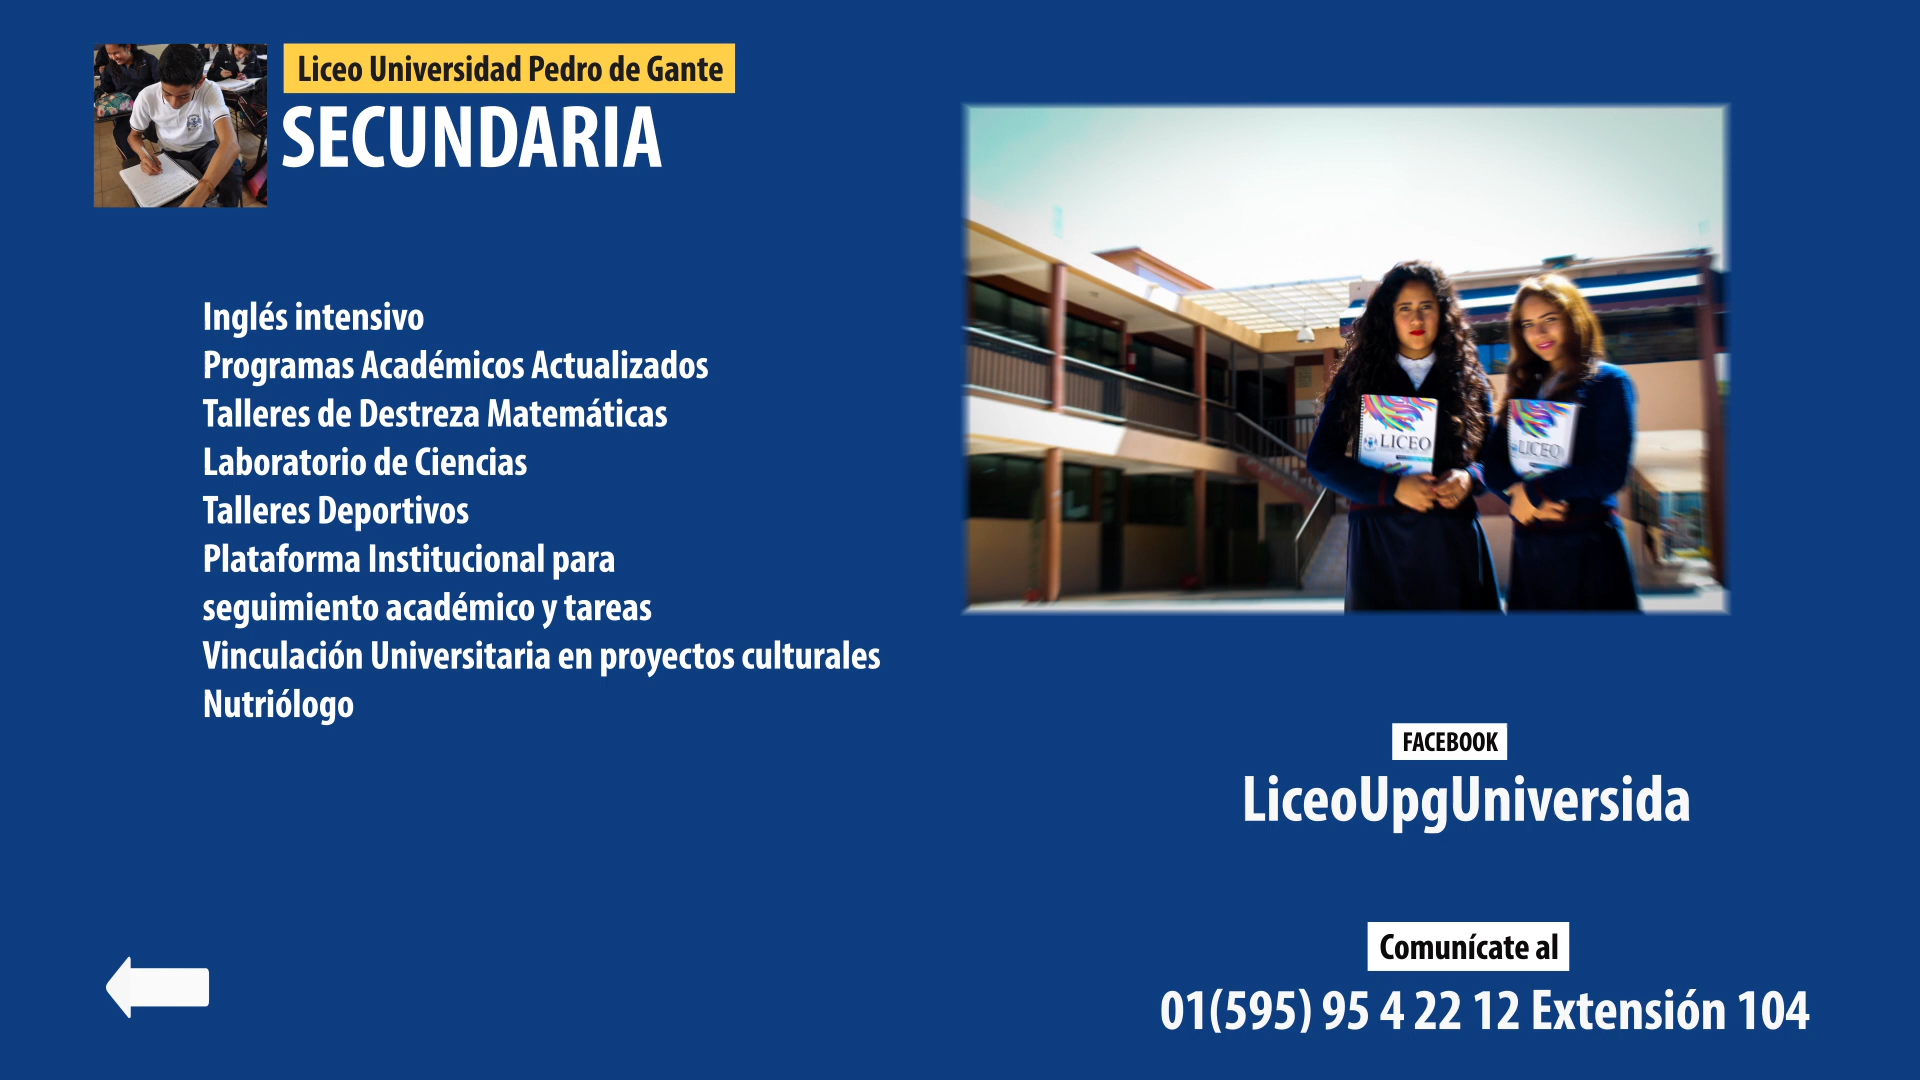 Liceo Universidad Pedro de Gante
SECUNDARIA
Inglés intensivo
Programas Académicos Actualizados
Talleres de Destreza Matemáticas
Laboratorio de Ciencias
Talleres Deportivos
Plataforma Institucional para
seguimiento académico y tareas
Vinculación Universitaria en proyectos culturales
Nutriólogo
LICEO
LICEO
FACEBOOK
LiceoUpgUniversida
Comunícate al
01(595) 95 4 22 12 Extensión 104